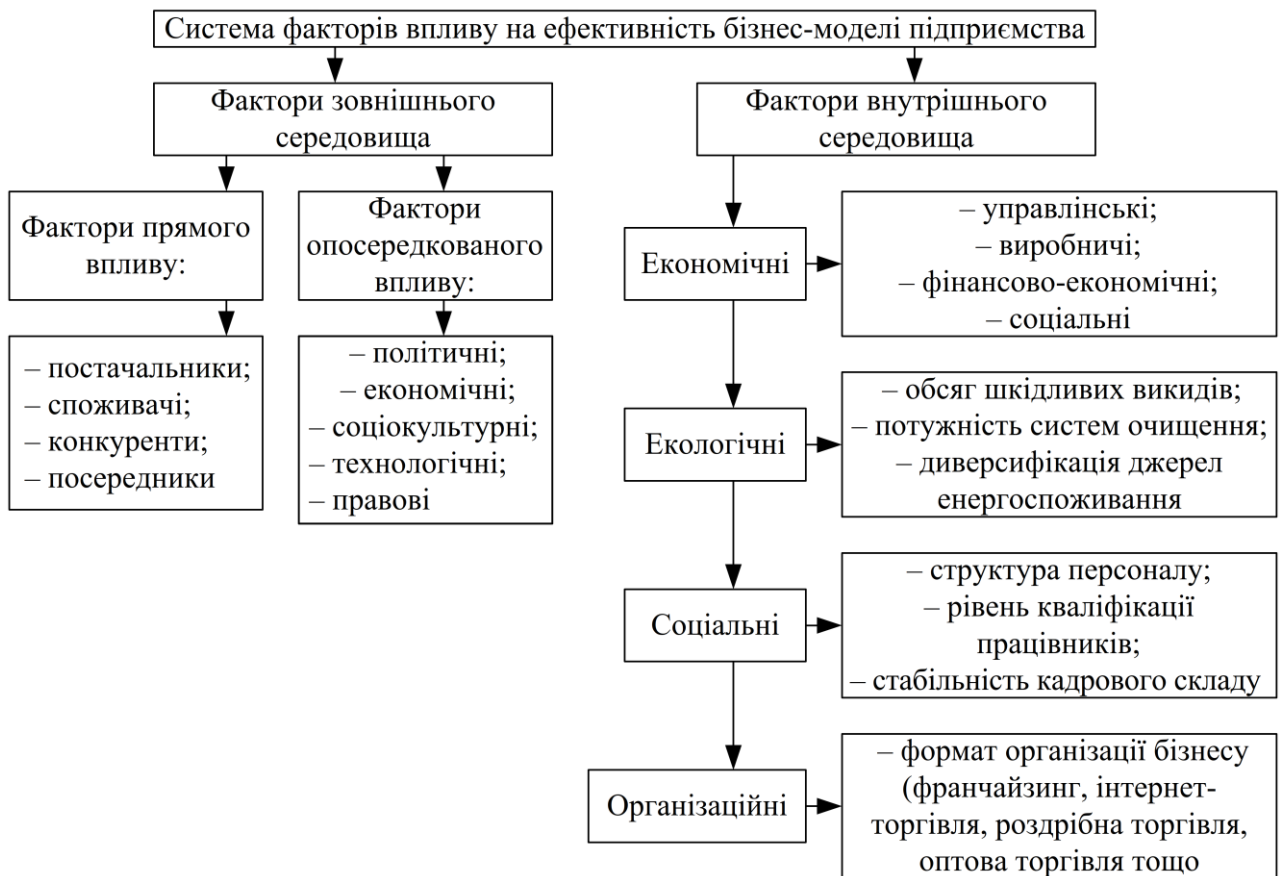 Система факторів впливу на ефективність бізнес-моделі підприємства
Фактори зовнішнього
середовища
Фактори внутрішнього
середовища
Фактори прямого
впливу:
Фактори
опосередкованого
впливу:
– постачальники;
– споживачі;
– конкуренти;
– посередники
– політичні;
– економічні;
– соціокультурні;
– технологічні;
– правові
Економічні
– управлінські;
– виробничі;
– фінансово-економічні;
– соціальні
Екологічні
– обсяг шкідливих викидів;
– потужність систем очищення;
– диверсифікація джерел
енергоспоживання
Соціальні
– структура персоналу;
– рівень кваліфікації
працівників;
– стабільність кадрового складу
Організаційні
– формат організації бізнесу
(франчайзинг, інтернет-
торгівля, роздрібна торгівля,
оптова торгівля тощо